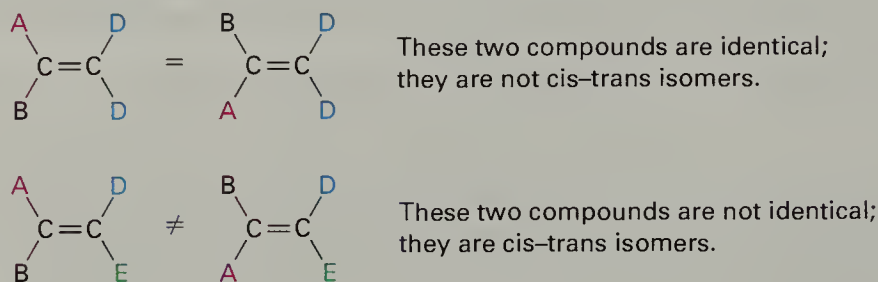 A D B D
C=C = C=C
B D A D
These two compounds are identical;
they are not cis–trans isomers.
A D B D
C=C ≠ C=C
B E A E
These two compounds are not identical;
they are cis–trans isomers.